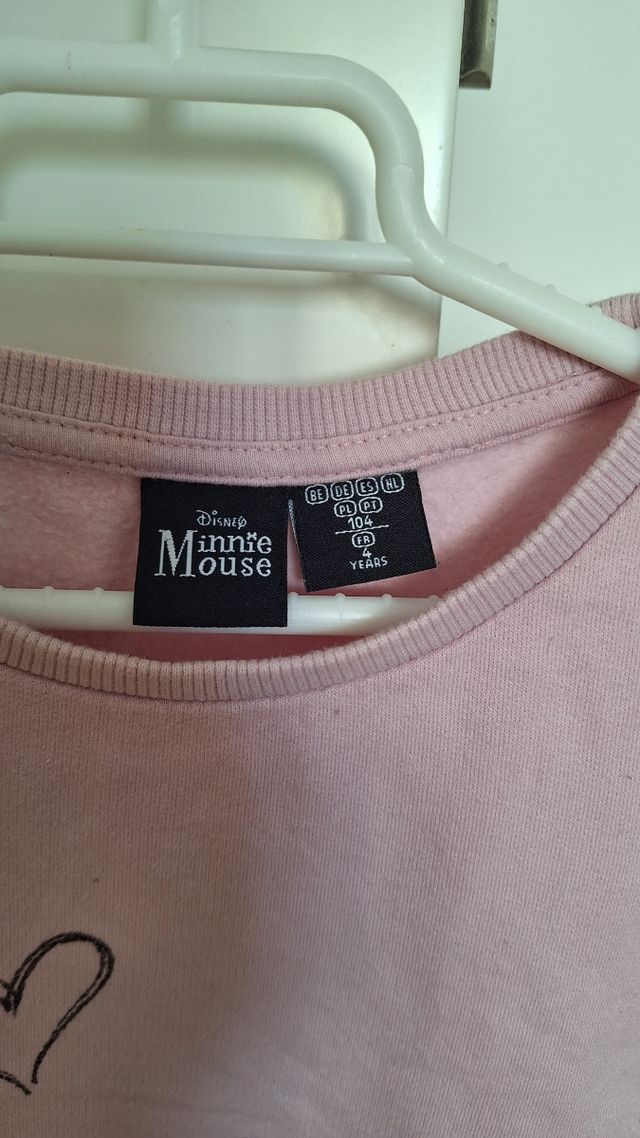 Disney
Minnie
Mouse
BE DE ES NL
PL PT
104
FR
4
YEARS